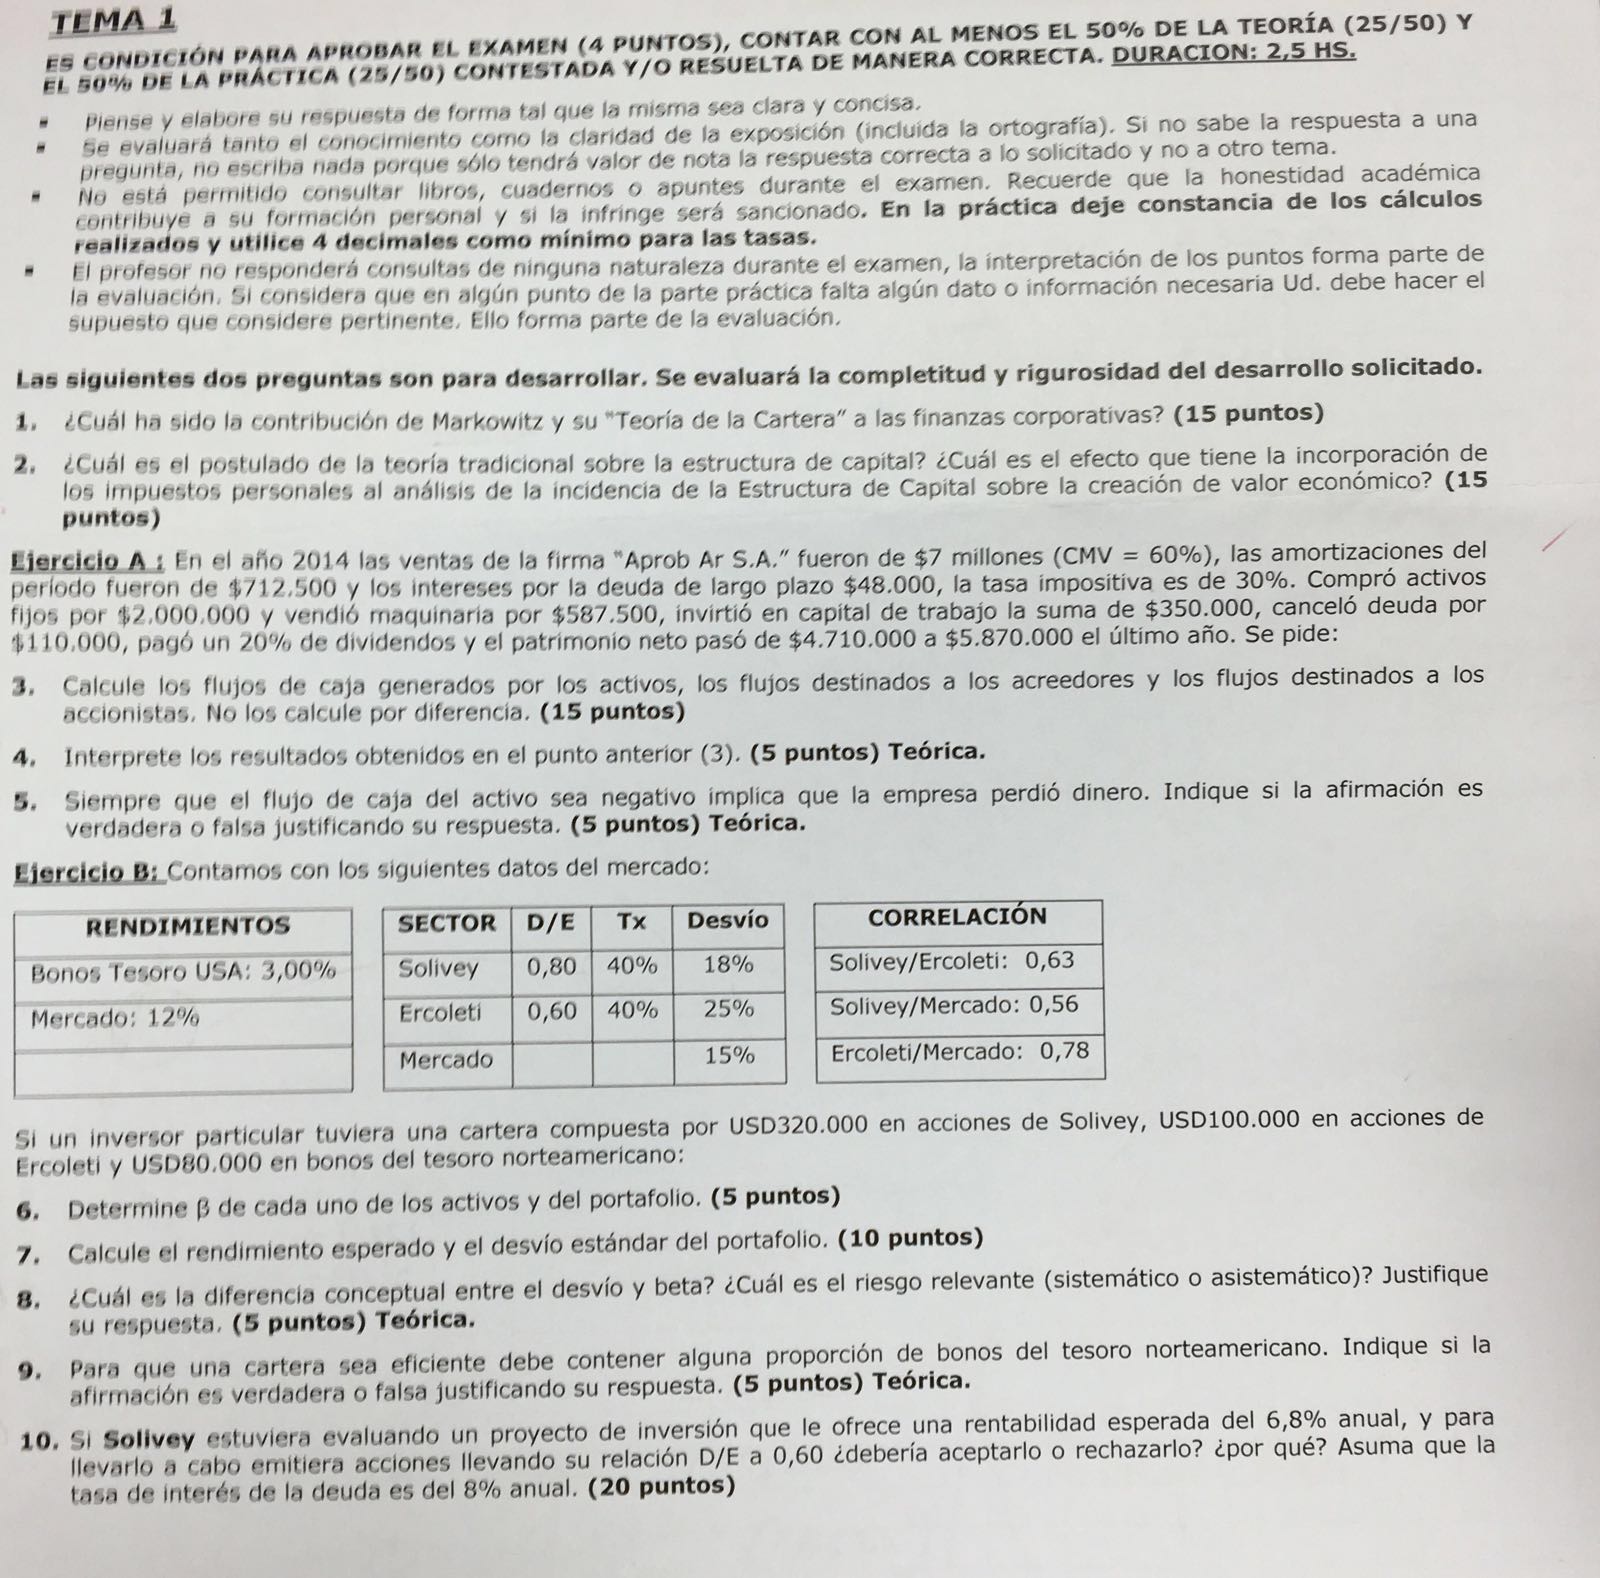 TEMA 1
ES CONDICIÓN PARA APROBAR EL EXAMEN (4 PUNTOS), CONTAR CON AL MENOS EL 50% DE LA TEORÍA (25/50) Y
EL 50% DE LA PRÁCTICA (25/50) CONTESTADA Y/O RESUELTA DE MANERA CORRECTA. DURACION: 2,5 HS.
▪ Piense y elabore su respuesta de forma tal que la misma sea clara y concisa.
▪ Se evaluará tanto el conocimiento como la claridad de la exposición (incluida la ortografía). Si no sabe la respuesta a una
pregunta, no escriba nada porque sólo tendrá valor de nota la respuesta correcta a lo solicitado y no a otro tema.
▪ No está permitido consultar libros, cuadernos o apuntes durante el examen. Recuerde que la honestidad académica
contribuye a su formación personal y si la infringe será sancionado. En la práctica deje constancia de los cálculos
realizados y utilice 4 decimales como mínimo para las tasas.
▪ El profesor no responderá consultas de ninguna naturaleza durante el examen, la interpretación de los puntos forma parte de
la evaluación. Si considera que en algún punto de la parte práctica falta algún dato o información necesaria Ud. debe hacer el
supuesto que considere pertinente. Ello forma parte de la evaluación.
Las siguientes dos preguntas son para desarrollar. Se evaluará la completitud y rigurosidad del desarrollo solicitado.
1. ¿Cuál ha sido la contribución de Markowitz y su "Teoría de la Cartera" a las finanzas corporativas? (15 puntos)
2. ¿Cuál es el postulado de la teoría tradicional sobre la estructura de capital? ¿Cuál es el efecto que tiene la incorporación de
los impuestos personales al análisis de la incidencia de la Estructura de Capital sobre la creación de valor económico? (15
puntos)
Ejercicio A : En el año 2014 las ventas de la firma "Aprob Ar S.A." fueron de $7 millones (CMV = 60%), las amortizaciones del
período fueron de $712.500 y los intereses por la deuda de largo plazo $48.000, la tasa impositiva es de 30%. Compró activos
fijos por $2.000.000 y vendió maquinaria por $587.500, invirtió en capital de trabajo la suma de $350.000, canceló deuda por
$110.000, pagó un 20% de dividendos y el patrimonio neto pasó de $4.710.000 a $5.870.000 el último año. Se pide:
3. Calcule los flujos de caja generados por los activos, los flujos destinados a los acreedores y los flujos destinados a los
accionistas. No los calcule por diferencia. (15 puntos)
4. Interprete los resultados obtenidos en el punto anterior (3). (5 puntos) Teórica.
5. Siempre que el flujo de caja del activo sea negativo implica que la empresa perdió dinero. Indique si la afirmación es
verdadera o falsa justificando su respuesta. (5 puntos) Teórica.
Ejercicio B: Contamos con los siguientes datos del mercado:
RENDIMIENTOS
Bonos Tesoro USA: 3,00%
Mercado: 12%
SECTOR D/E Tx Desvío
Solivey 0,80 40% 18%
Ercoleti 0,60 40% 25%
Mercado 15%
CORRELACIÓN
Solivey/Ercoleti: 0,63
Solivey/Mercado: 0,56
Ercoleti/Mercado: 0,78
Si un inversor particular tuviera una cartera compuesta por USD320.000 en acciones de Solivey, USD100.000 en acciones de
Ercoleti y USD80.000 en bonos del tesoro norteamericano:
6. Determine β de cada uno de los activos y del portafolio. (5 puntos)
7. Calcule el rendimiento esperado y el desvío estándar del portafolio. (10 puntos)
8. ¿Cuál es la diferencia conceptual entre el desvío y beta? ¿Cuál es el riesgo relevante (sistemático o asistemático)? Justifique
su respuesta. (5 puntos) Teórica.
9. Para que una cartera sea eficiente debe contener alguna proporción de bonos del tesoro norteamericano. Indique si la
afirmación es verdadera o falsa justificando su respuesta. (5 puntos) Teórica.
10. Si Solivey estuviera evaluando un proyecto de inversión que le ofrece una rentabilidad esperada del 6,8% anual, y para
llevarlo a cabo emitiera acciones llevando su relación D/E a 0,60 ¿debería aceptarlo o rechazarlo? ¿por qué? Asuma que la
tasa de interés de la deuda es del 8% anual. (20 puntos)